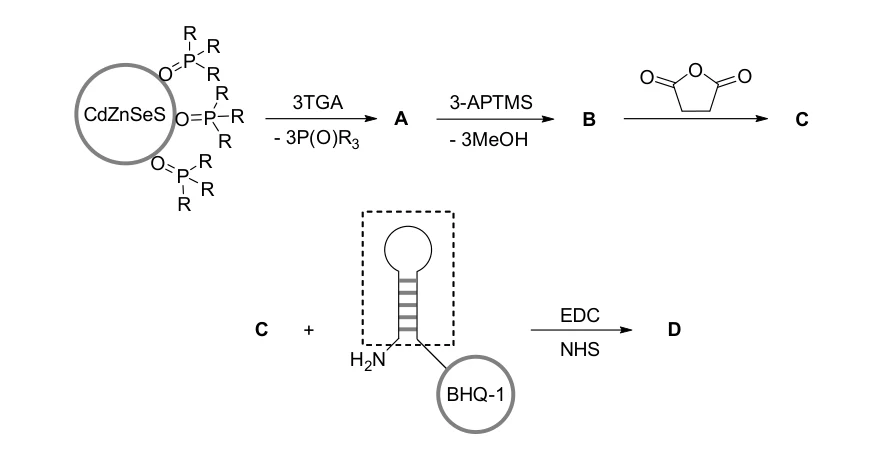 R
R
P
O=
R
R
CdZnSeS
O=P
R
R
O=
R
P
R
R
3TGA
- 3P(O)R₃
A
3-APTMS
- 3MeOH
B
O
O
O
C
C
+
H₂N
BHQ-1
EDC
NHS
D